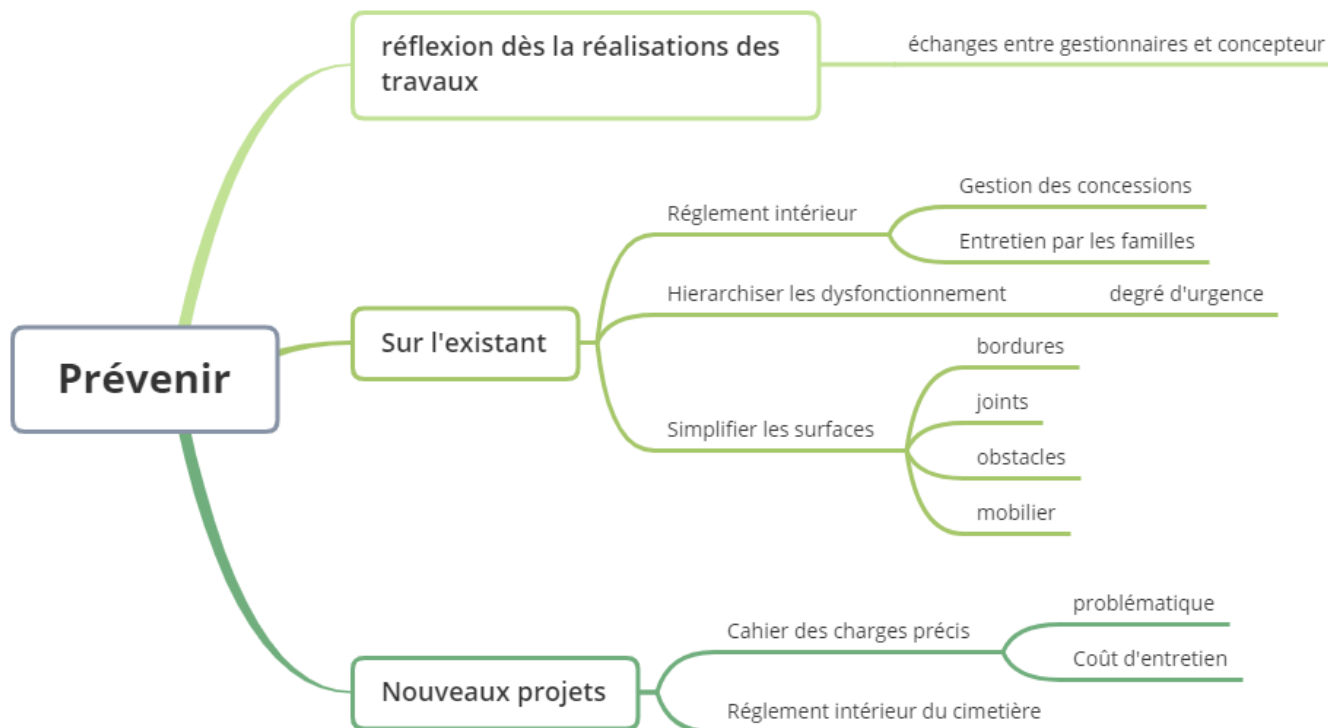 réflexion dès la réalisations des
travaux
échanges entre gestionnaires et concepteur
Prévenir
Sur l'existant
Réglement intérieur
Gestion des concessions
Entretien par les familles
Hierarchiser les dysfonctionnement
degré d'urgence
Simplifier les surfaces
bordures
joints
obstacles
mobilier
Nouveaux projets
Cahier des charges précis
problématique
Coût d'entretien
Réglement intérieur du cimetière